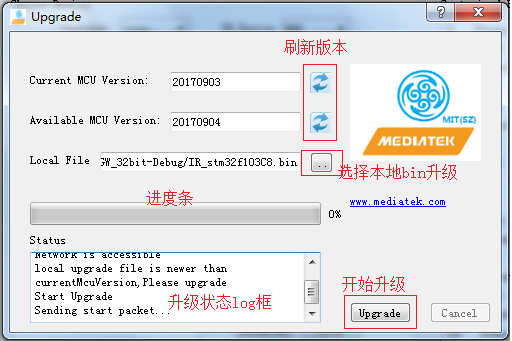 Upgrade
刷新版本
Current MCU Version:
20170903
MIT(SZ)
Available MCU Version:
20170904
MEDIATEK
Local File
GW_32bit-Debug/IR_stm32f103C8.bin
..
选择本地bin升级
进度条
0%
www.mediatek.com
Status
Network is accessible
local upgrade file is newer than
currentMcuVersion,Please upgrade
Start Upgrade
Sending start packet...
升级状态log框
开始升级
Upgrade
Cancel